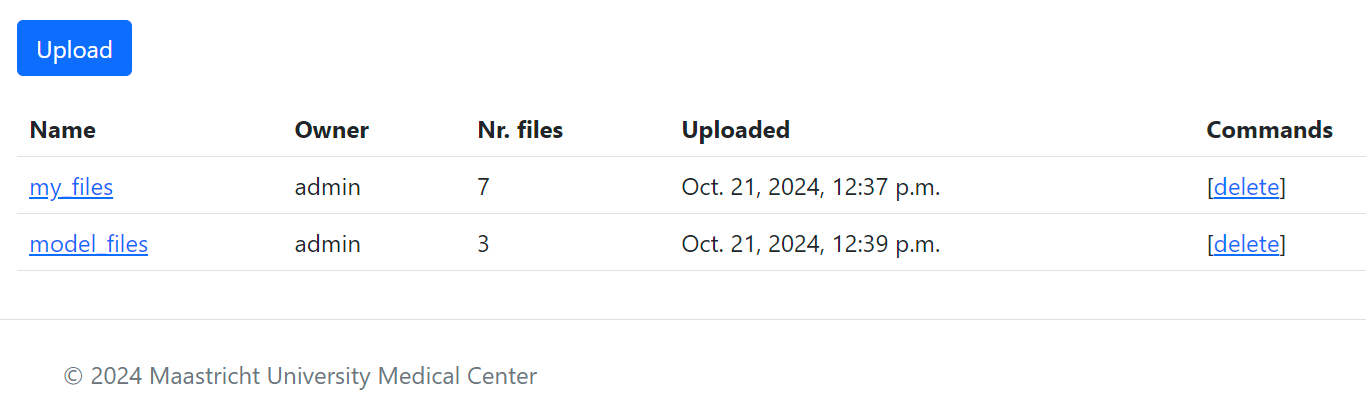 Upload
Name Owner Nr. files Uploaded Commands
my_files admin 7 Oct. 21, 2024, 12:37 p.m. [delete]
model_files admin 3 Oct. 21, 2024, 12:39 p.m. [delete]
© 2024 Maastricht University Medical Center